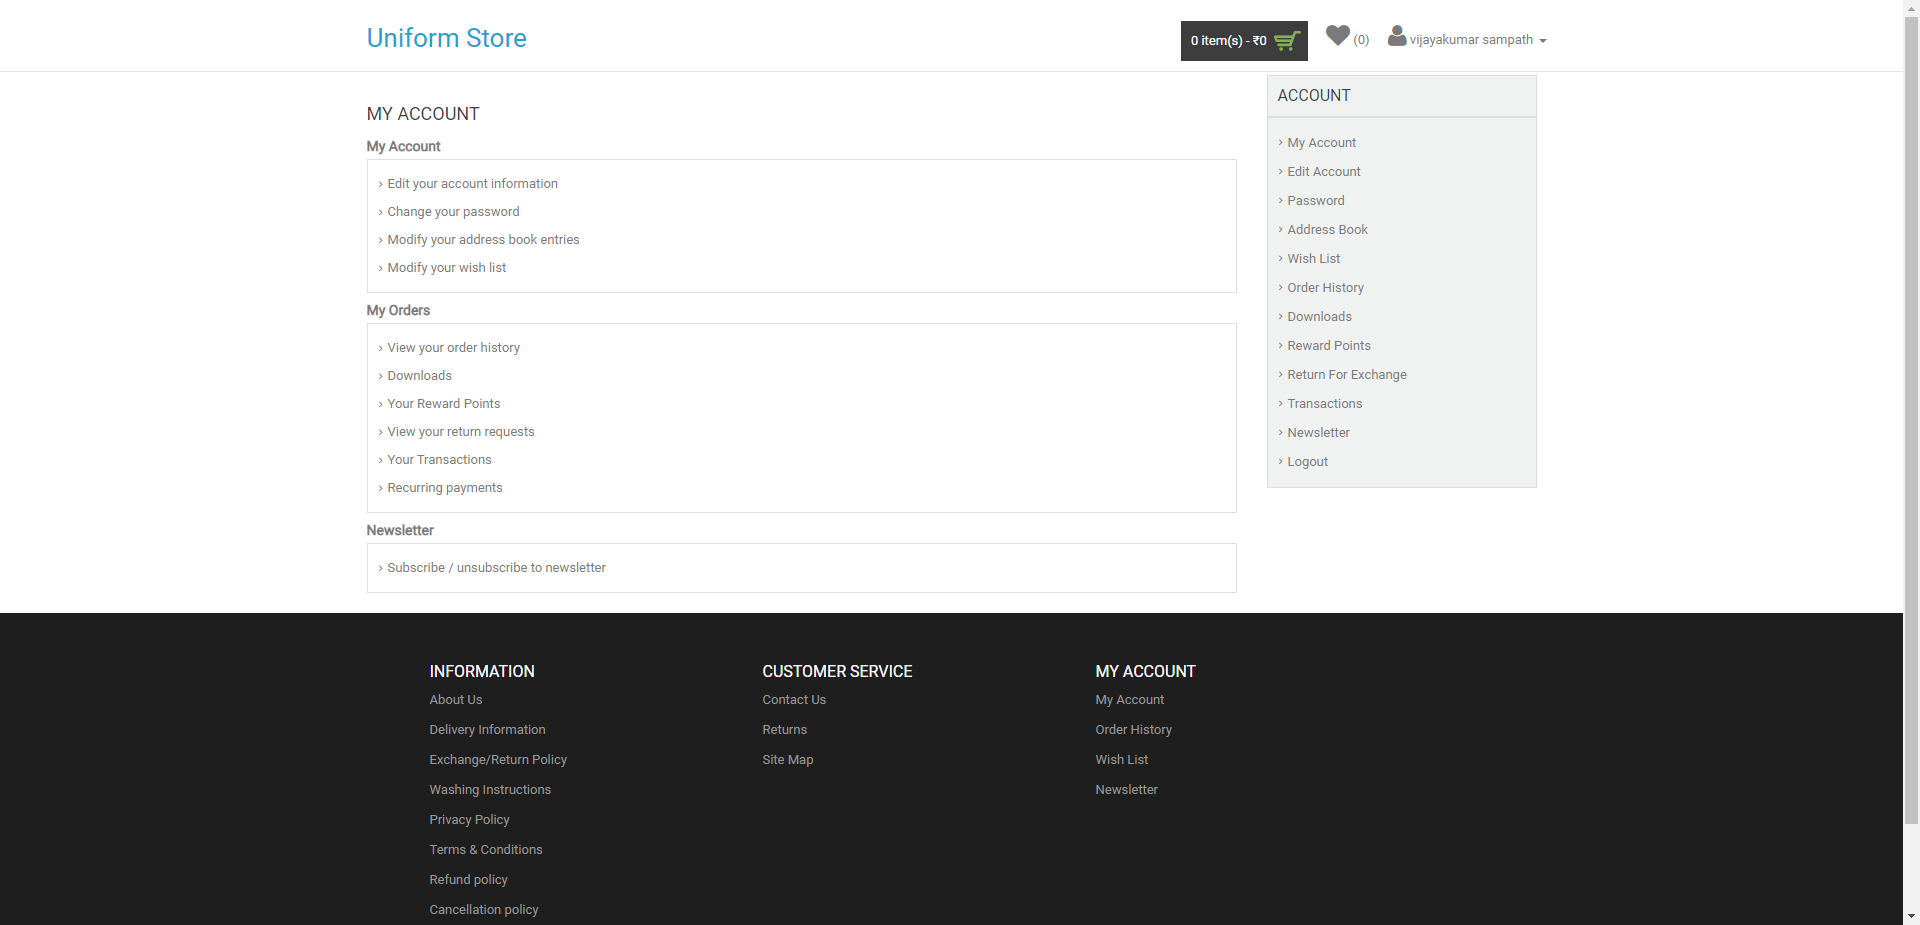 Uniform Store
0 item(s) - ₹0
(0)
vijayakumar sampath
MY ACCOUNT
My Account
Edit your account information
Change your password
Modify your address book entries
Modify your wish list
My Orders
View your order history
Downloads
Your Reward Points
View your return requests
Your Transactions
Recurring payments
Newsletter
Subscribe / unsubscribe to newsletter
ACCOUNT
My Account
Edit Account
Password
Address Book
Wish List
Order History
Downloads
Reward Points
Return For Exchange
Transactions
Newsletter
Logout
INFORMATION
About Us
Delivery Information
Exchange/Return Policy
Washing Instructions
Privacy Policy
Terms & Conditions
Refund policy
Cancellation policy
CUSTOMER SERVICE
Contact Us
Returns
Site Map
MY ACCOUNT
My Account
Order History
Wish List
Newsletter